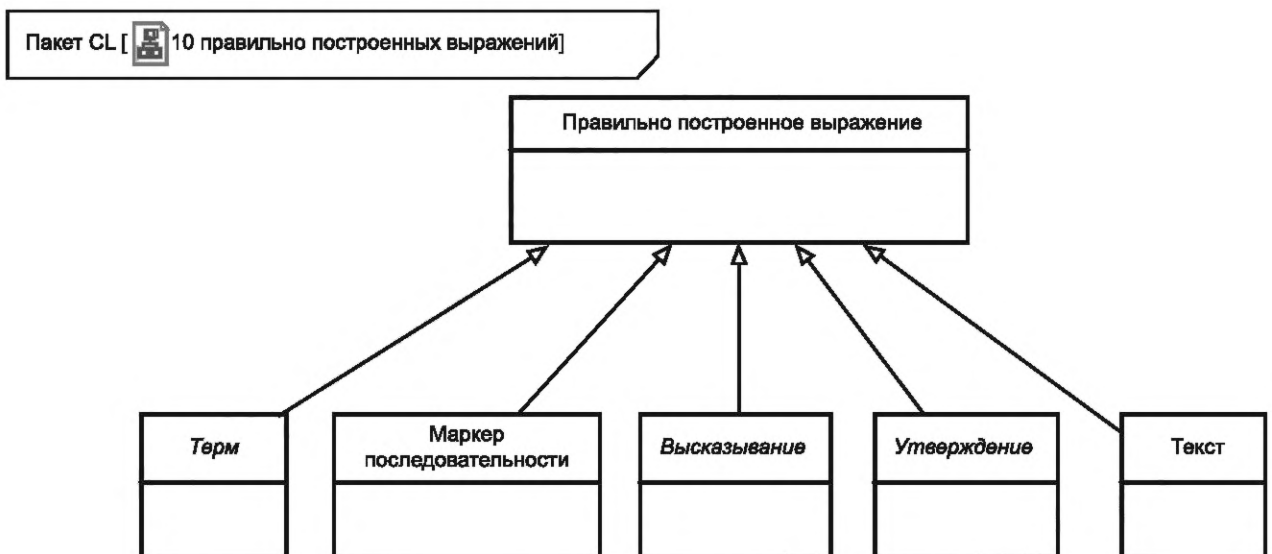 Пакет CL [ 10 правильно построенных выражений]
Правильно построенное выражение
Терм
Маркер
последовательности
Высказывание
Утверждение
Текст